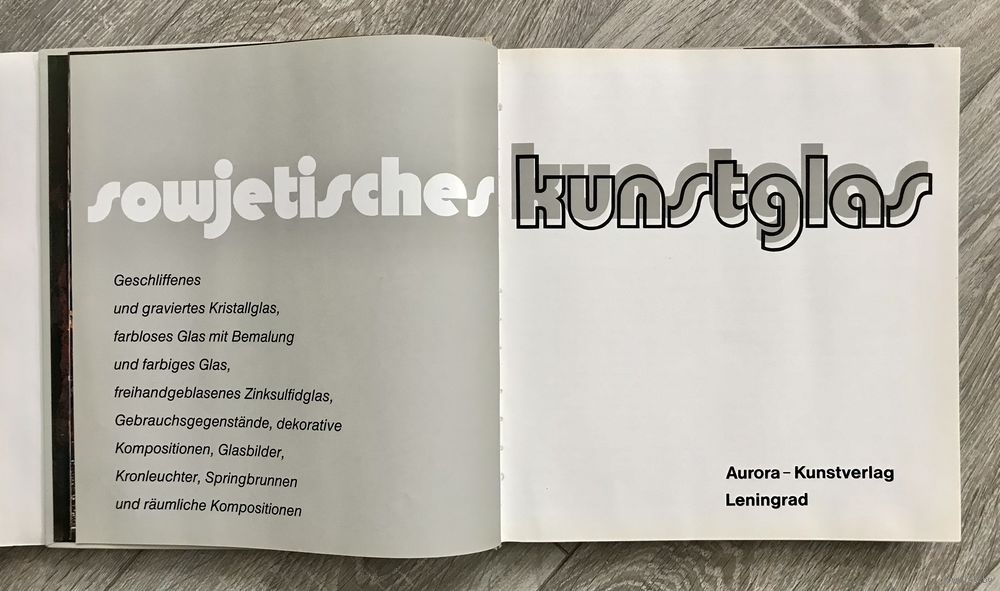 sowjetisches kunstglas
Geschliffenes
und graviertes Kristallglas,
farbloses Glas mit Bemalung
und farbiges Glas,
freihandgeblasenes Zinksulfidglas,
Gebrauchsgegenstände, dekorative
Kompositionen, Glasbilder,
Kronleuchter, Springbrunnen
und räumliche Kompositionen
Aurora – Kunstverlag
Leningrad